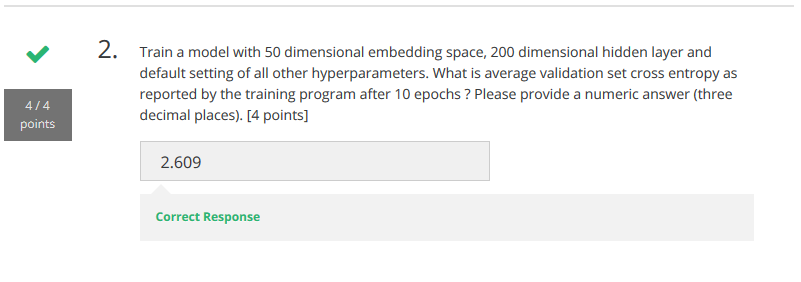 2.
Train a model with 50 dimensional embedding space, 200 dimensional hidden layer and
default setting of all other hyperparameters. What is average validation set cross entropy as
reported by the training program after 10 epochs ? Please provide a numeric answer (three
decimal places). [4 points]
4 / 4
points
2.609
Correct Response